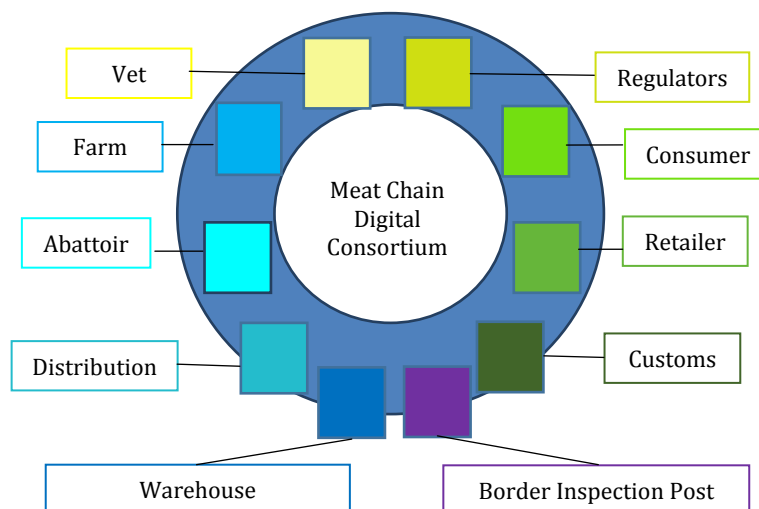 Vet
Regulators
Farm
Consumer
Meat Chain
Digital
Consortium
Abattoir
Retailer
Distribution
Customs
Warehouse
Border Inspection Post